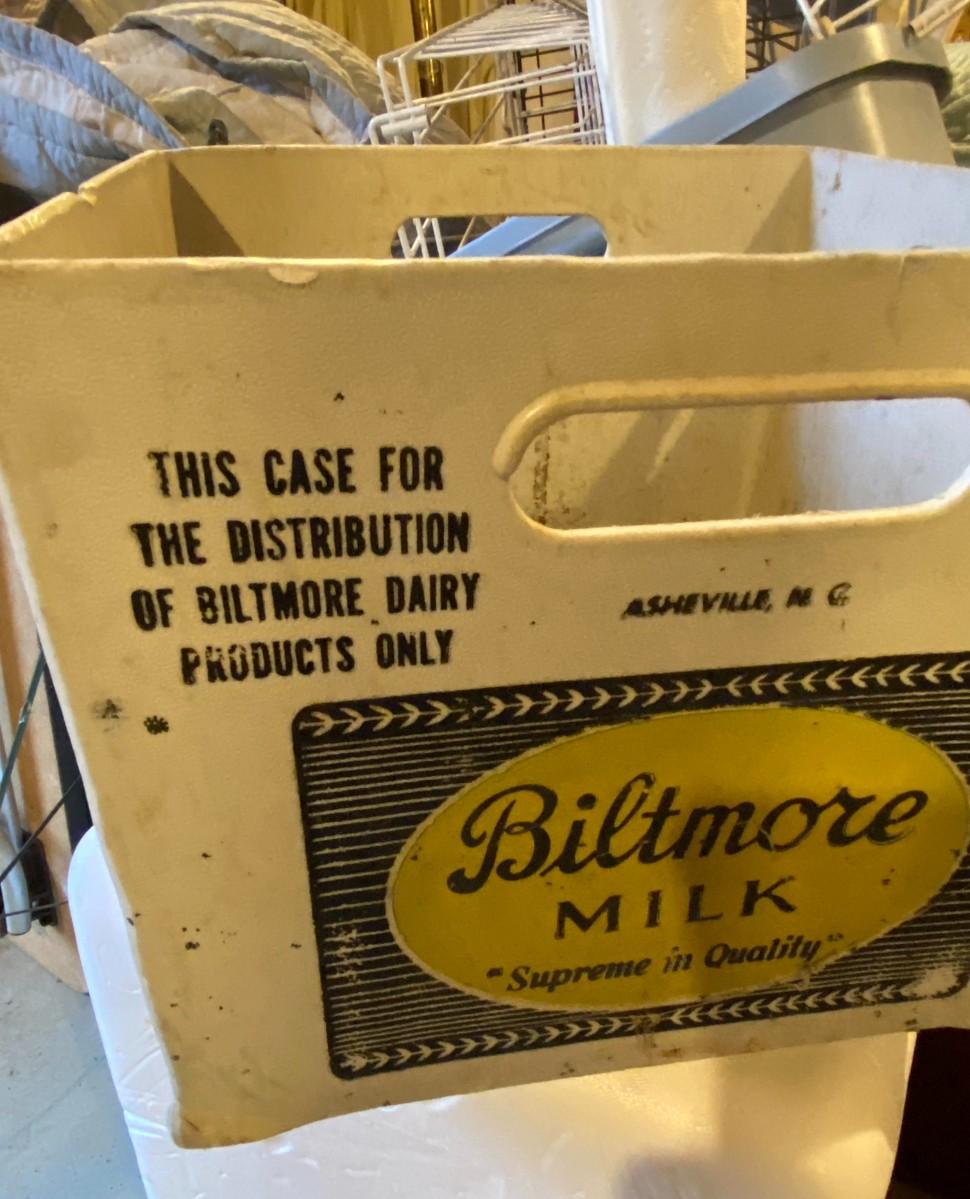 THIS CASE FOR
THE DISTRIBUTION
OF BILTMORE DAIRY
PRODUCTS ONLY
ASHEVILLE, N C
Biltmore
MILK
"Supreme in Quality"